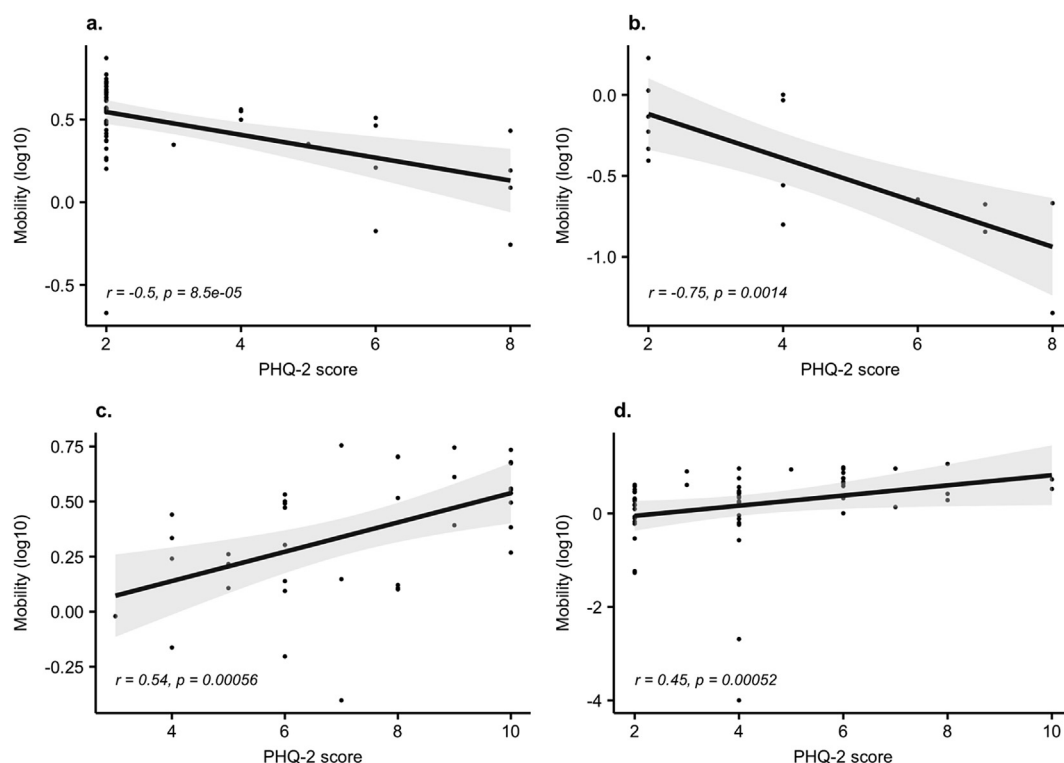 a.
Mobility (log10)
0.5
0.0
-0.5
r = -0.5, p = 8.5e-05
2 4 6 8
PHQ-2 score
b.
Mobility (log10)
0.0
-0.5
-1.0
r = -0.75, p = 0.0014
2 4 6 8
PHQ-2 score
c.
Mobility (log10)
0.75
0.50
0.25
0.00
-0.25
r = 0.54, p = 0.00056
4 6 8 10
PHQ-2 score
d.
Mobility (log10)
0
-2
-4
r = 0.45, p = 0.00052
2 4 6 8 10
PHQ-2 score